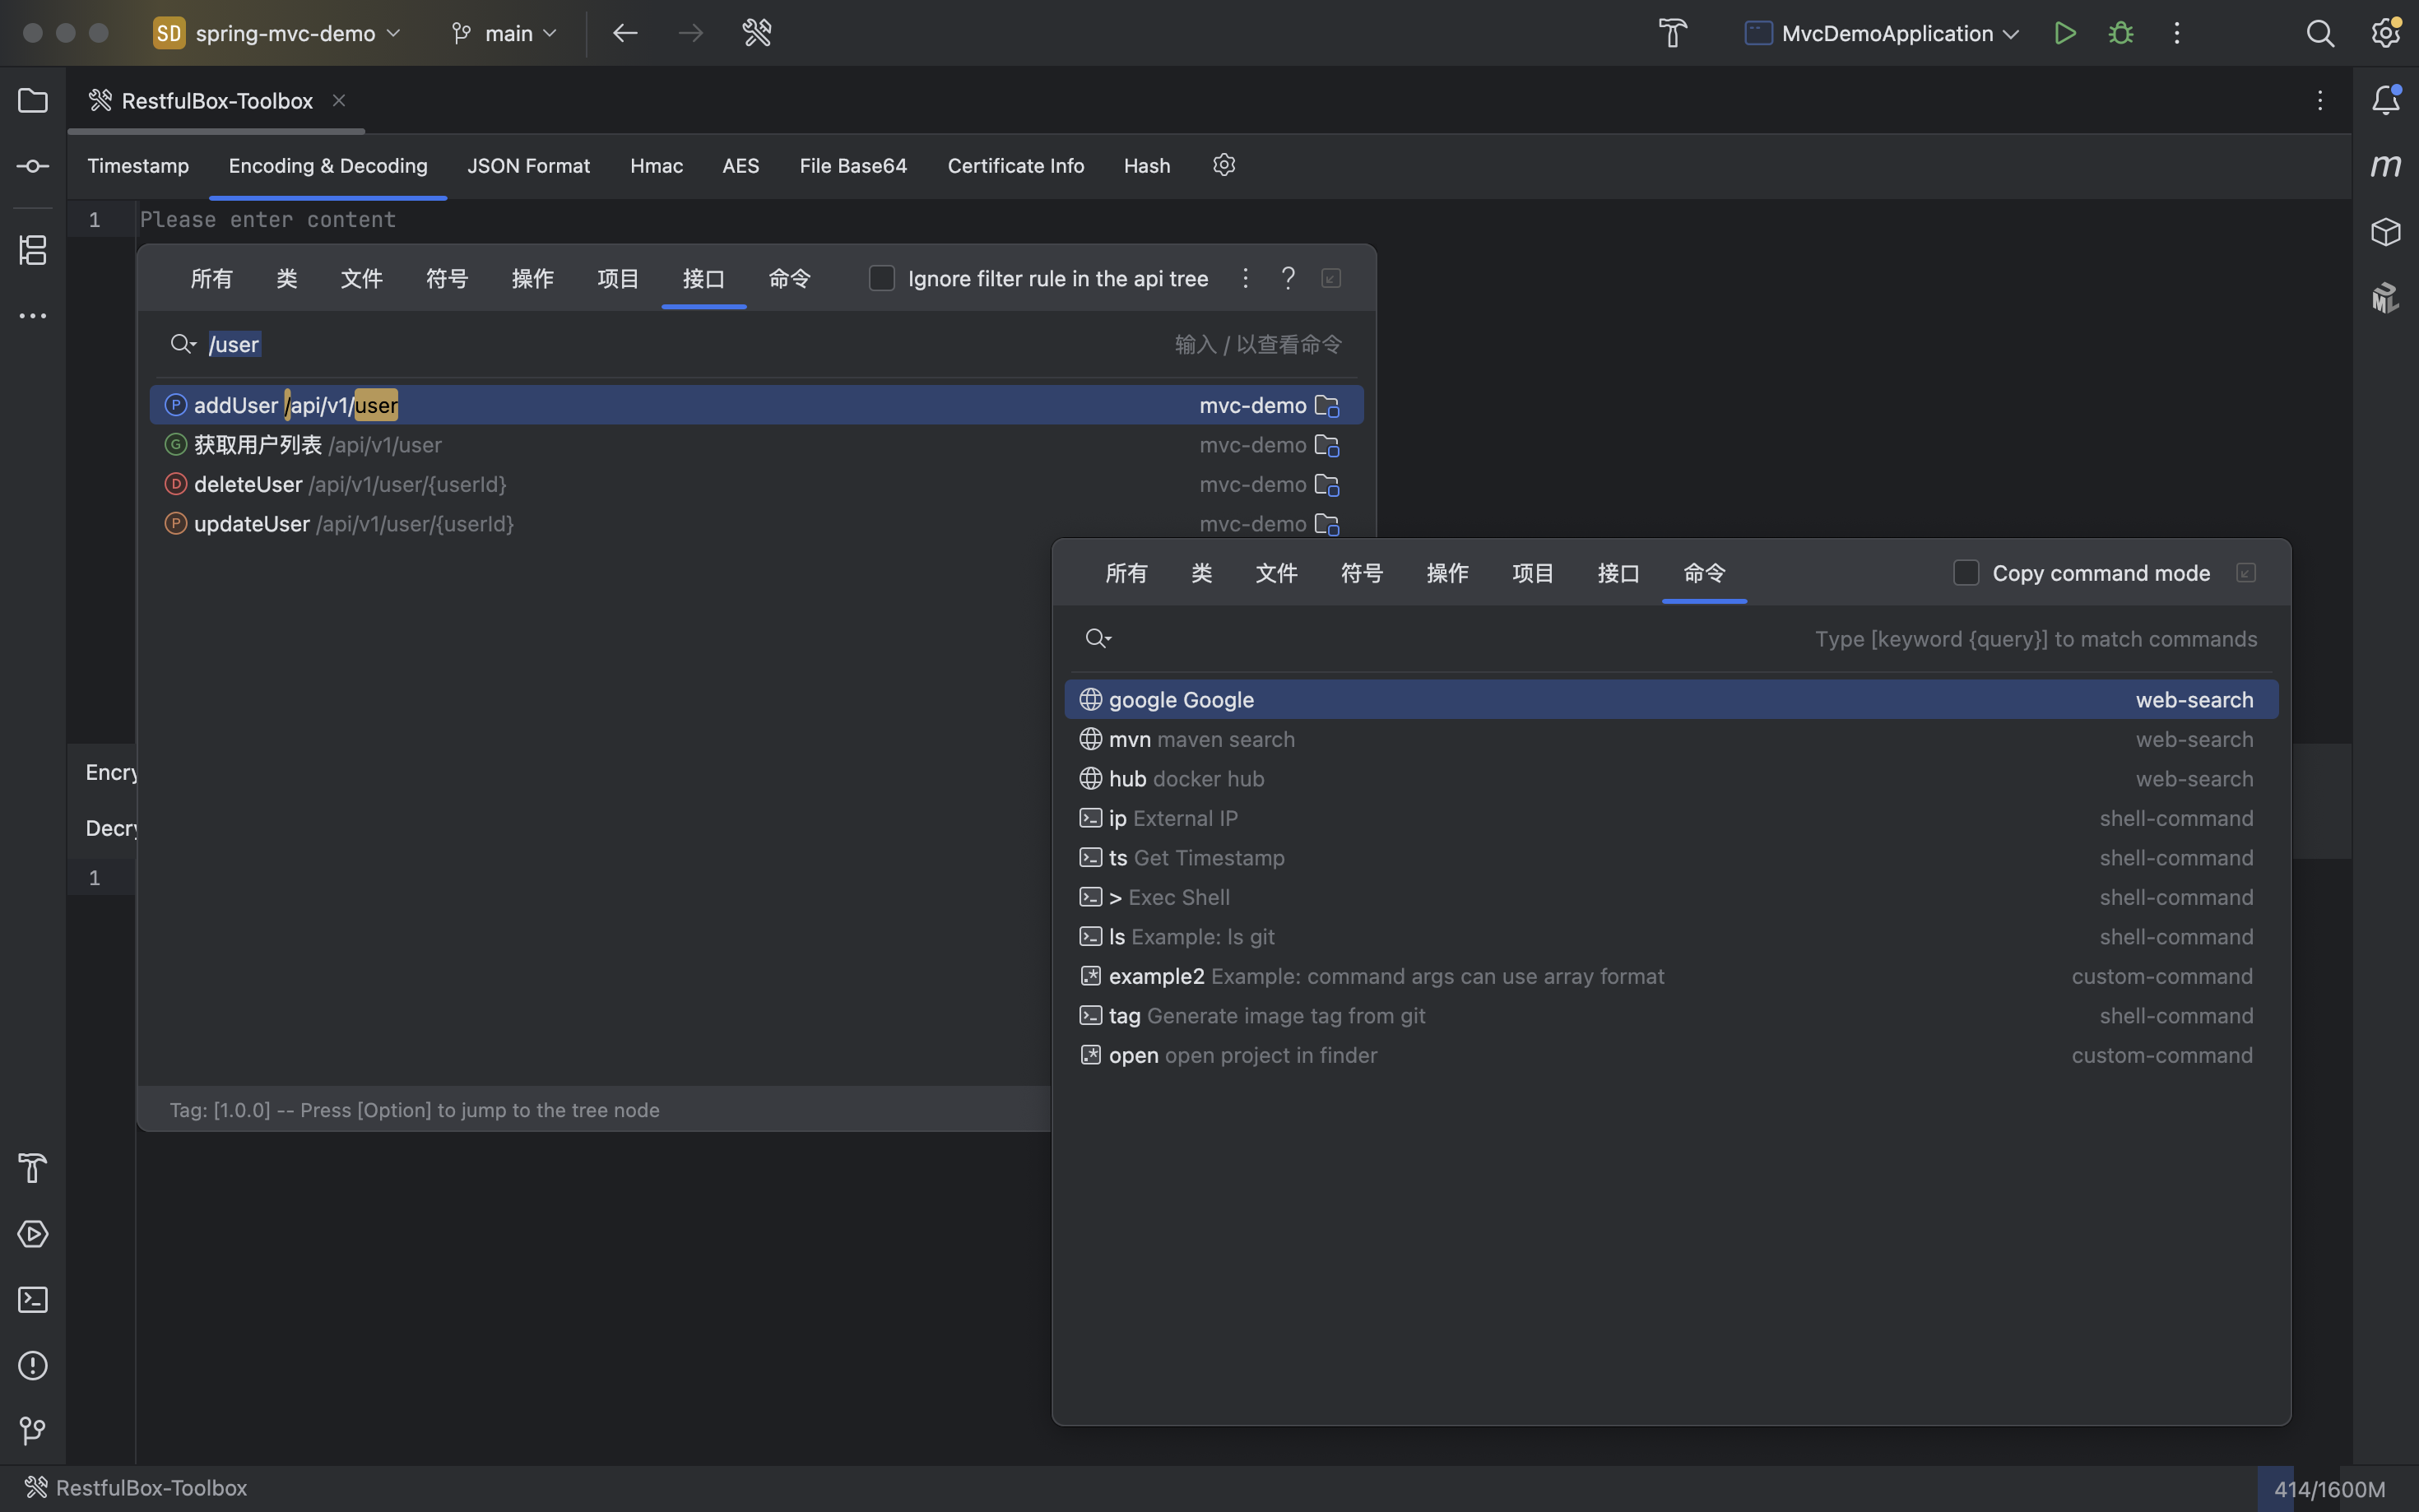 SD spring-mvc-demo main MvcDemoApplication
RestfulBox-Toolbox
Timestamp Encoding & Decoding JSON Format Hmac AES File Base64 Certificate Info Hash
1 Please enter content
所有 类 文件 符号 操作 项目 接口 命令 Ignore filter rule in the api tree ?
/user 输入 / 以查看命令
P addUser /api/v1/user mvc-demo
G 获取用户列表 /api/v1/user mvc-demo
D deleteUser /api/v1/user/{userId} mvc-demo
P updateUser /api/v1/user/{userId} mvc-demo
Tag: [1.0.0] -- Press [Option] to jump to the tree node
所有 类 文件 符号 操作 项目 接口 命令 Copy command mode
Type [keyword {query}] to match commands
google Google web-search
mvn maven search web-search
hub docker hub web-search
ip External IP shell-command
ts Get Timestamp shell-command
> Exec Shell shell-command
ls Example: ls git shell-command
example2 Example: command args can use array format custom-command
tag Generate image tag from git shell-command
open open project in finder custom-command
Encry
Decry
1
m
UML
RestfulBox-Toolbox 414/1600M